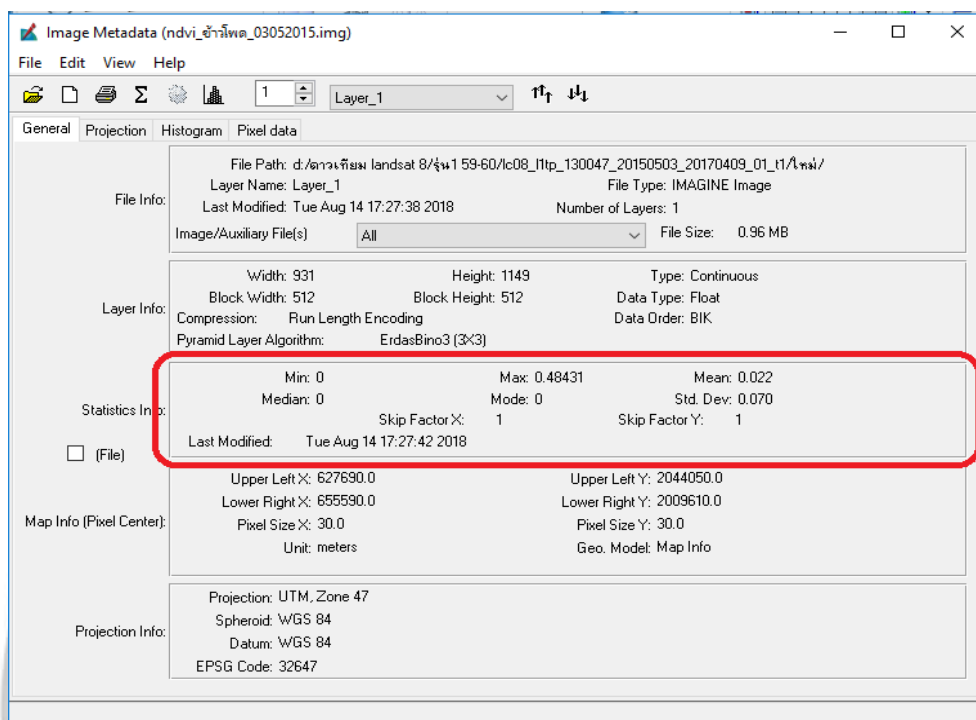 Image Metadata (ndvi_ข้าวโพด_03052015.img)
File Edit View Help
1 Layer_1
General Projection Histogram Pixel data
File Info:
File Path: d:/ดาวเทียม landsat 8/รุ่น1 59-60/lc08_l1tp_130047_20150503_20170409_01_t1/ใหม่/
Layer Name: Layer_1 File Type: IMAGINE Image
Last Modified: Tue Aug 14 17:27:38 2018 Number of Layers: 1
Image/Auxiliary File(s) All File Size: 0.96 MB
Layer Info:
Width: 931 Height: 1149 Type: Continuous
Block Width: 512 Block Height: 512 Data Type: Float
Compression: Run Length Encoding Data Order: BIK
Pyramid Layer Algorithm: ErdasBino3 (3X3)
Statistics Info:
Min: 0 Max: 0.48431 Mean: 0.022
Median: 0 Mode: 0 Std. Dev: 0.070
Skip Factor X: 1 Skip Factor Y: 1
Last Modified: Tue Aug 14 17:27:42 2018
(File)
Map Info (Pixel Center):
Upper Left X: 627690.0 Upper Left Y: 2044050.0
Lower Right X: 655590.0 Lower Right Y: 2009610.0
Pixel Size X: 30.0 Pixel Size Y: 30.0
Unit: meters Geo. Model: Map Info
Projection Info:
Projection: UTM, Zone 47
Spheroid: WGS 84
Datum: WGS 84
EPSG Code: 32647